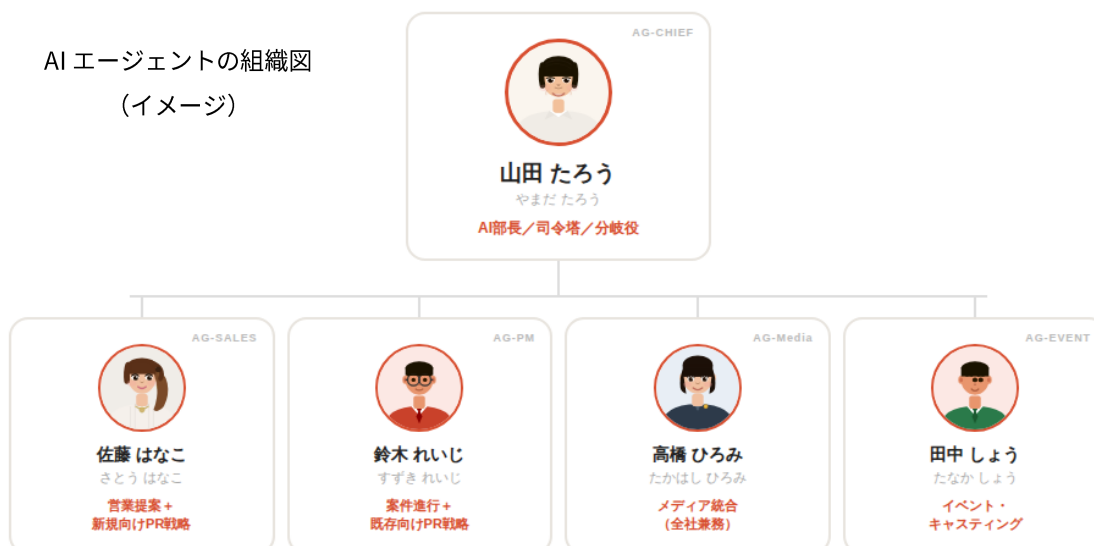 AI エージェントの組織図
（イメージ）
AG-CHIEF
山田 たろう
やまだ たろう
AI部長／司令塔／分岐役
AG-SALES
佐藤 はなこ
さとう はなこ
営業提案＋
新規向けPR戦略
AG-PM
鈴木 れいじ
すずき れいじ
案件進行＋
既存向けPR戦略
AG-Media
高橋 ひろみ
たかはし ひろみ
メディア統合
（全社兼務）
AG-EVENT
田中 しょう
たなか しょう
イベント・
キャスティング